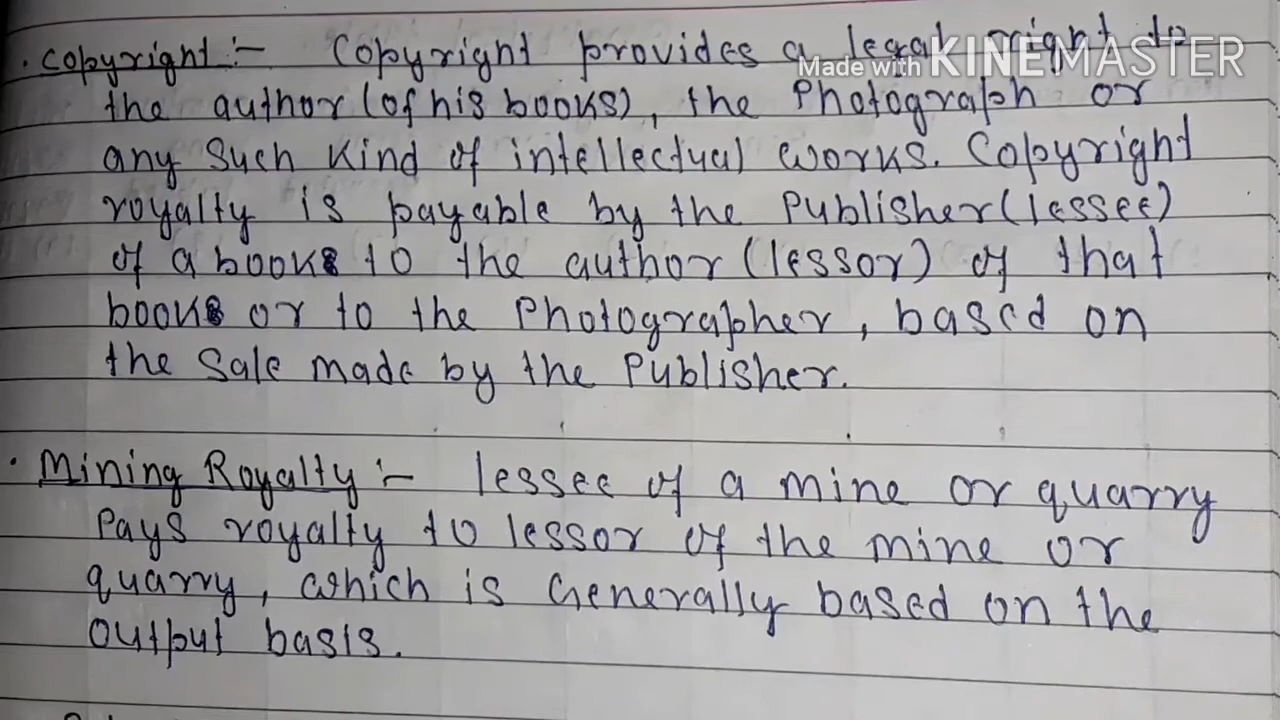 • Copyright :- Copyright provides a legal right to
Made with KINEMASTER
the author (of his books), the Photograph or
any Such Kind of intellectual works. Copyright
royalty is payable by the Publisher (lessee)
of a book to the author (lessor) of that
book or to the Photographer, based on
the Sale made by the Publisher.
• Mining Royalty :- lessee of a mine or quarry
Pays royalty to lessor of the mine or
quarry, which is Generally based on the
output basis.